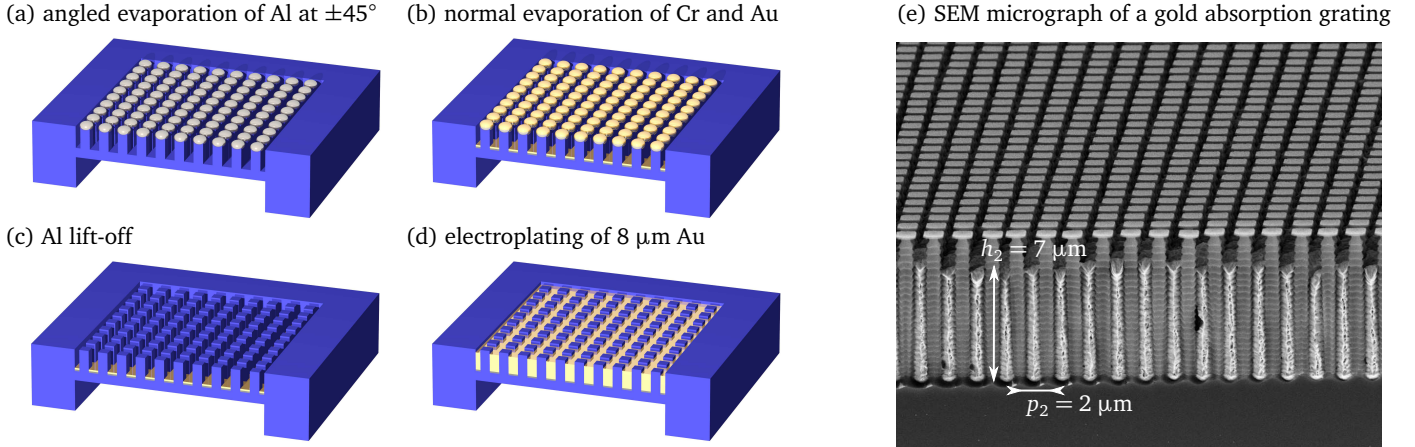 (a) angled evaporation of Al at ±45°
(b) normal evaporation of Cr and Au
(e) SEM micrograph of a gold absorption grating
(c) Al lift-off
(d) electroplating of 8 μm Au
h₂ = 7 μm
p₂ = 2 μm